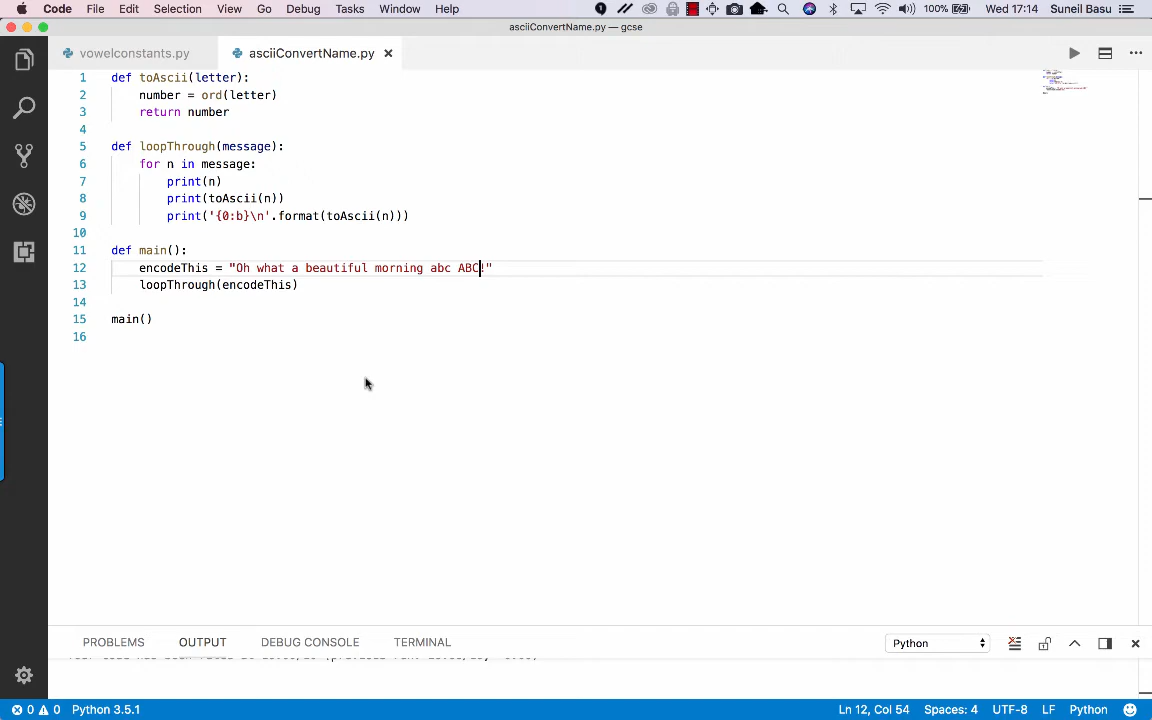 Code File Edit Selection View Go Debug Tasks Window Help 100% Wed 17:14 Suneil Basu
asciiConvertName.py — gcse
vowelconstants.py asciiConvertName.py
1 def toAscii(letter):
2 number = ord(letter)
3 return number
4
5 def loopThrough(message):
6 for n in message:
7 print(n)
8 print(toAscii(n))
9 print('{0:b}\n'.format(toAscii(n)))
10
11 def main():
12 encodeThis = "Oh what a beautiful morning abc ABC!"
13 loopThrough(encodeThis)
14
15 main()
16
PROBLEMS OUTPUT DEBUG CONSOLE TERMINAL Python
0 0 Python 3.5.1 Ln 12, Col 54 Spaces: 4 UTF-8 LF Python